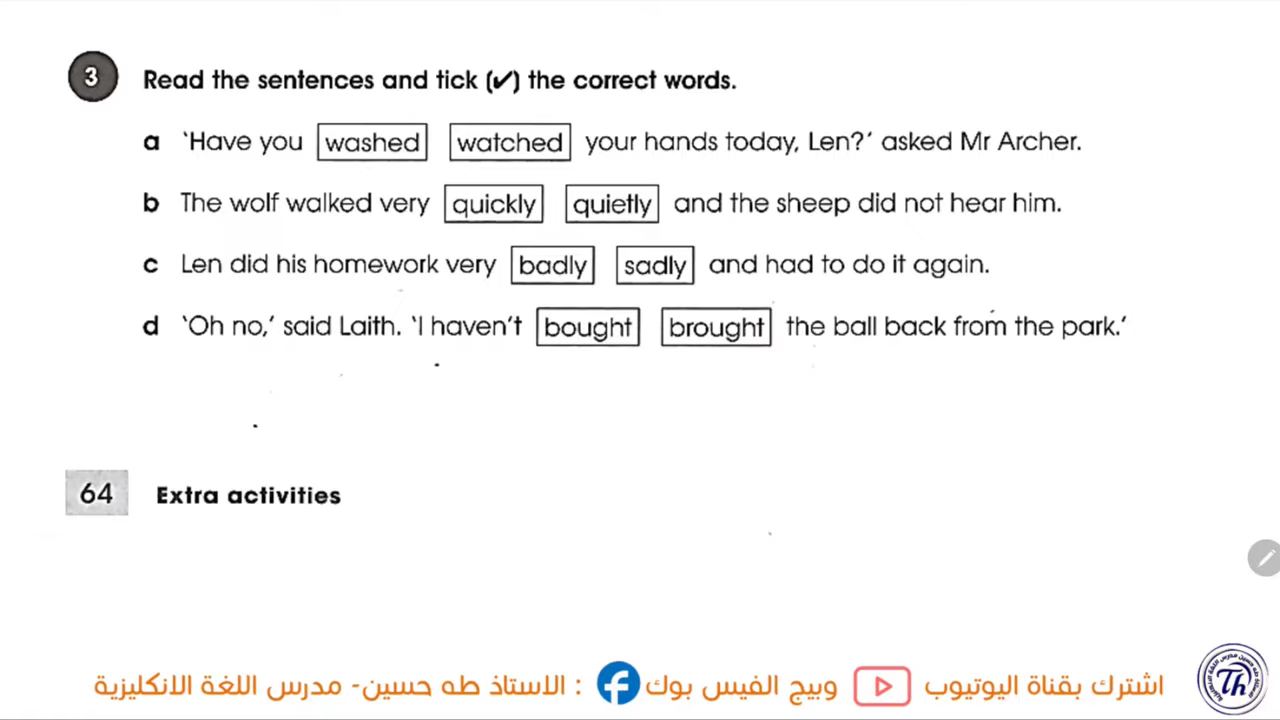 3 Read the sentences and tick (✔) the correct words.
a 'Have you washed watched your hands today, Len?' asked Mr Archer.
b The wolf walked very quickly quietly and the sheep did not hear him.
c Len did his homework very badly sadly and had to do it again.
d 'Oh no,' said Laith. 'I haven't bought brought the ball back from the park.'
64 Extra activities
اشترك بقناة اليوتيوب وبيج الفيس بوك : الاستاذ طه حسين- مدرس اللغة الانكليزية
Th